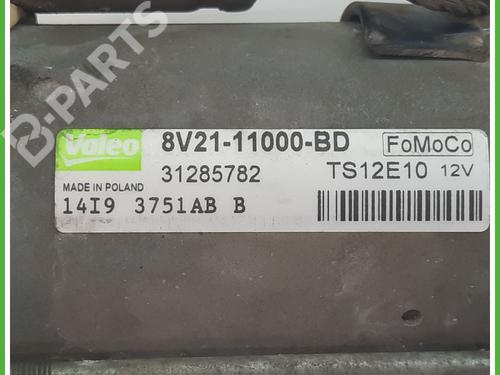 B-PARTS
Valeo
8V21-11000-BD
FoMoCo
31285782
TS12E10 12V
MADE IN POLAND
14I9 3751AB B